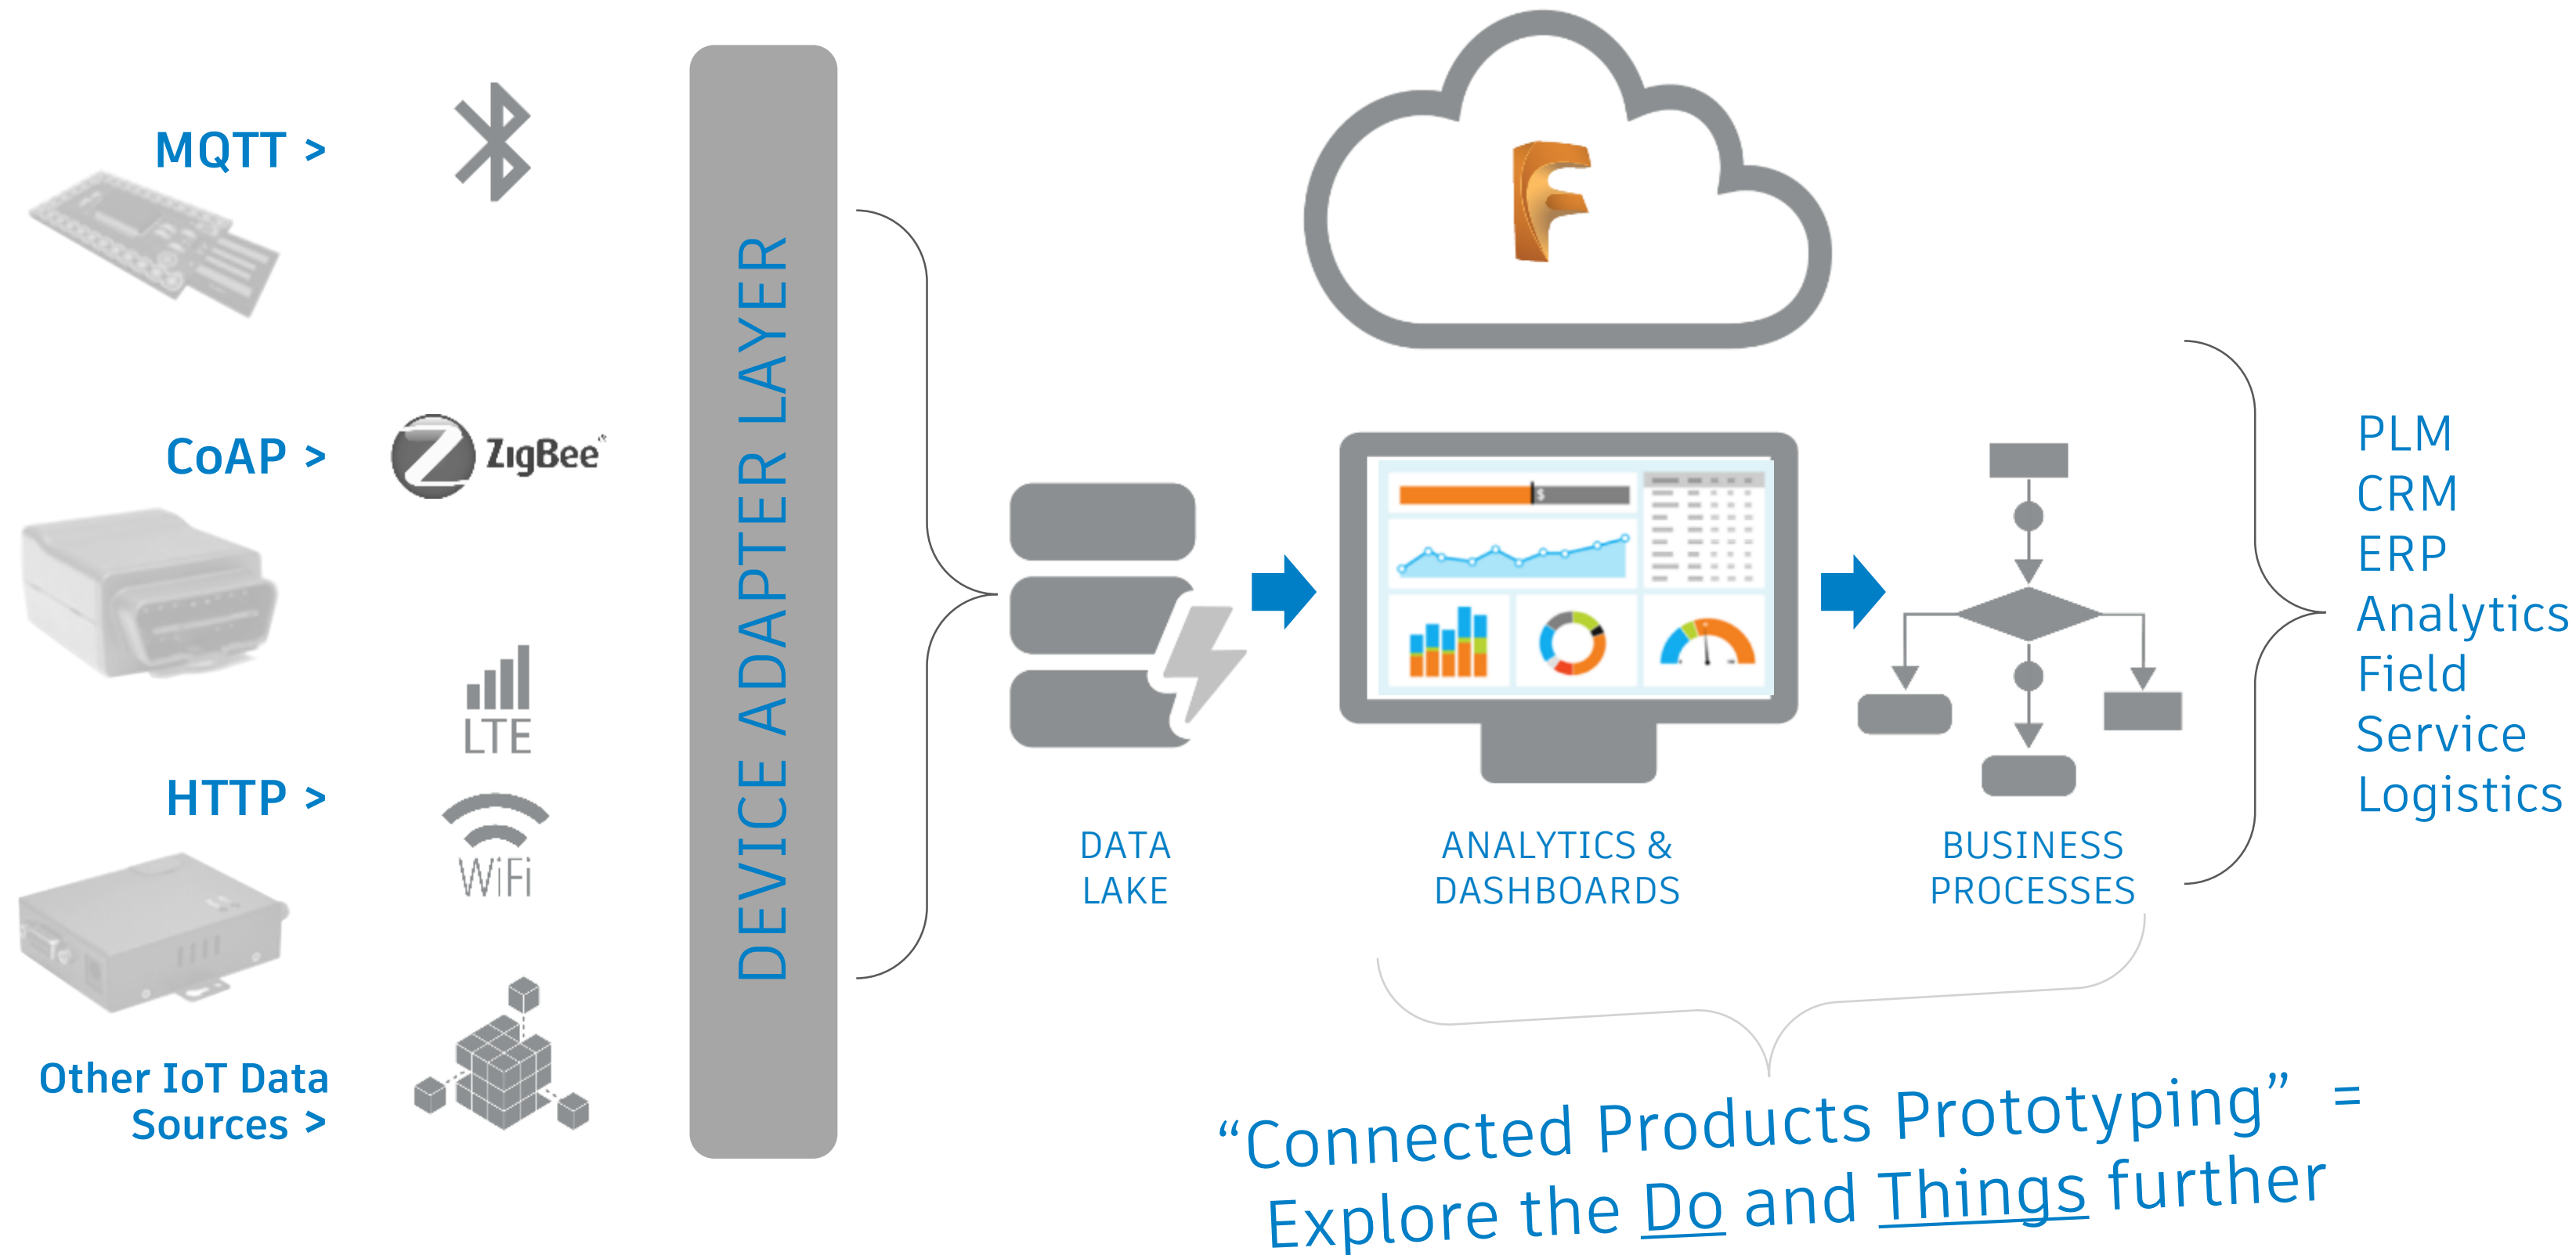 MQTT >
CoAP >
ZigBee
LTE
HTTP >
WiFi
Other IoT Data
Sources >
DEVICE ADAPTER LAYER
F
$
DATA
LAKE
ANALYTICS &
DASHBOARDS
BUSINESS
PROCESSES
PLM
CRM
ERP
Analytics
Field
Service
Logistics
“Connected Products Prototyping” =
Explore the Do and Things further